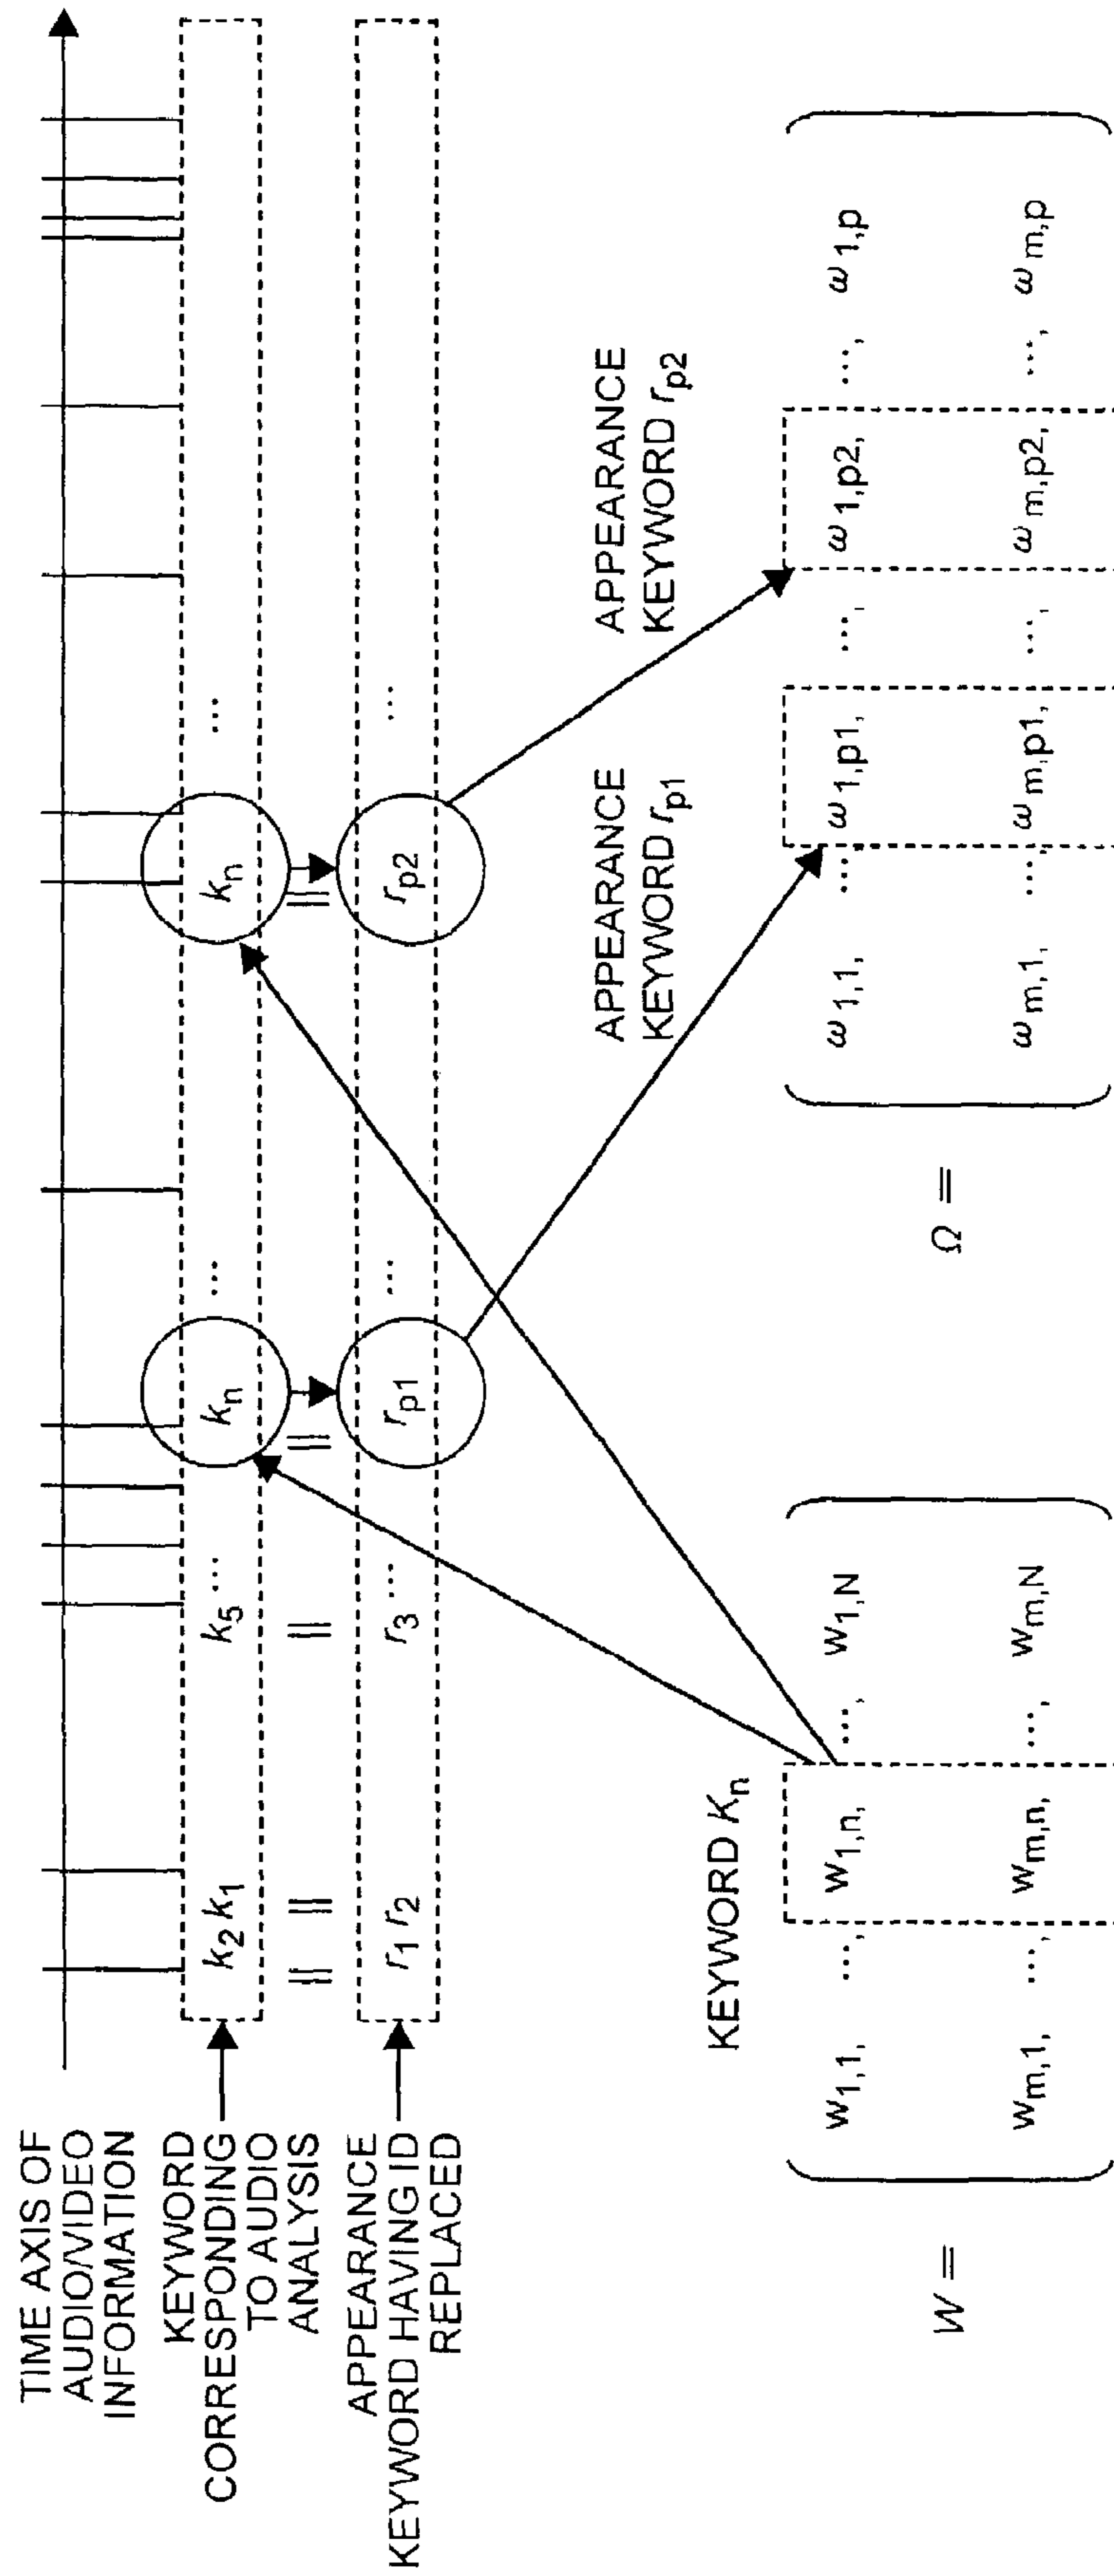 TIME AXIS OF
AUDIO/VIDEO
INFORMATION
KEYWORD
CORRESPONDING
TO AUDIO
ANALYSIS
k2 k1 k5 ... kn ... kn ...
|| || || || ||
APPEARANCE
KEYWORD HAVING ID
REPLACED
r1 r2 r3 ... rp1 ... rp2 ...
KEYWORD Kn
W =
w1,1, ..., w1,n, ..., w1,N
wm,1, ..., wm,n, ..., wm,N
APPEARANCE
KEYWORD rp1
APPEARANCE
KEYWORD rp2
Ω =
ω1,1, ..., ω1,p1, ..., ω1,p2, ..., ω1,p
ωm,1, ..., ωm,p1, ..., ωm,p2, ..., ωm,p